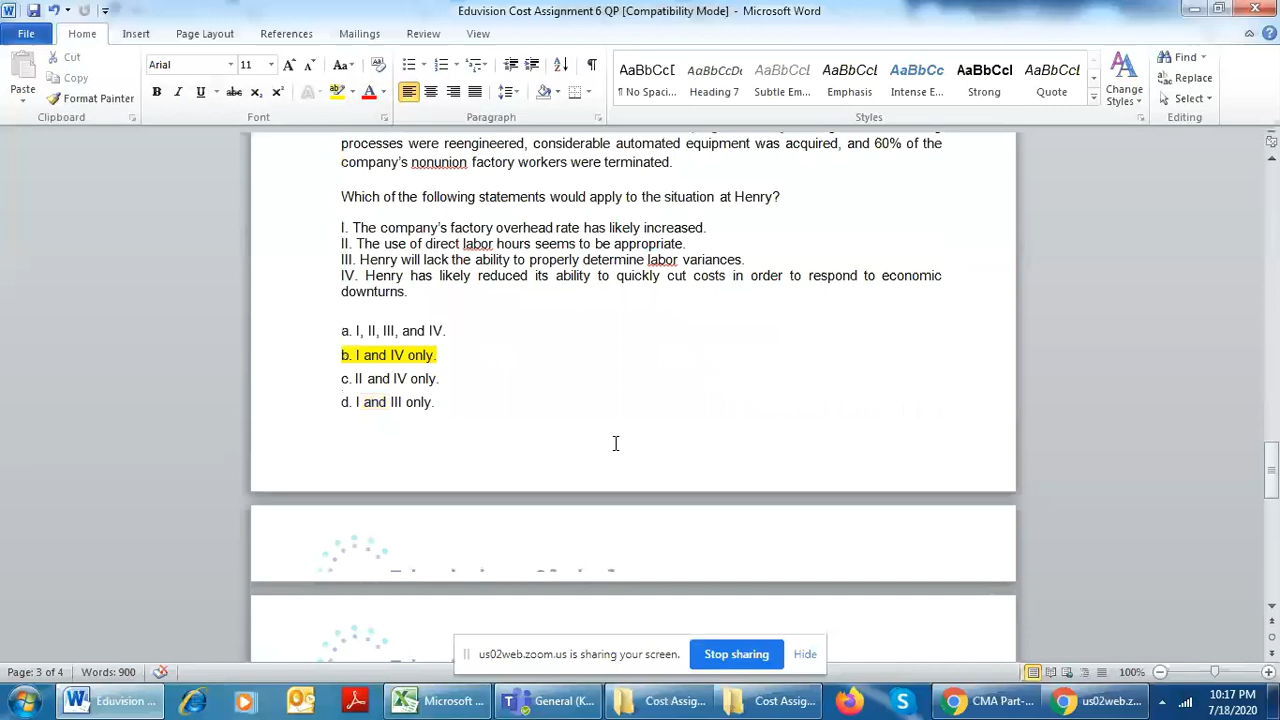 Eduvision Cost Assignment 6 QP [Compatibility Mode] - Microsoft Word
File Home Insert Page Layout References Mailings Review View
Paste
Cut
Copy
Format Painter
Clipboard
Arial 11
Font
Paragraph
AaBbCcI AaBbCcDc AaBbCcI AaBbCcI AaBbCc AaBbCcI AaBbCcI
¶ No Spaci... Heading 7 Subtle Em... Emphasis Intense E... Strong Quote
Change Styles
Styles
Find
Replace
Select
Editing
processes were reengineered, considerable automated equipment was acquired, and 60% of the
company's nonunion factory workers were terminated.
Which of the following statements would apply to the situation at Henry?
I. The company's factory overhead rate has likely increased.
II. The use of direct labor hours seems to be appropriate.
III. Henry will lack the ability to properly determine labor variances.
IV. Henry has likely reduced its ability to quickly cut costs in order to respond to economic
downturns.
a. I, II, III, and IV.
b. I and IV only.
c. II and IV only.
d. I and III only.
us02web.zoom.us is sharing your screen. Stop sharing Hide
Page: 3 of 4 Words: 900 100%
Eduvision ... Microsoft ... General (K... Cost Assig... Cost Assig... CMA Part-... us02web.z...
10:17 PM
7/18/2020